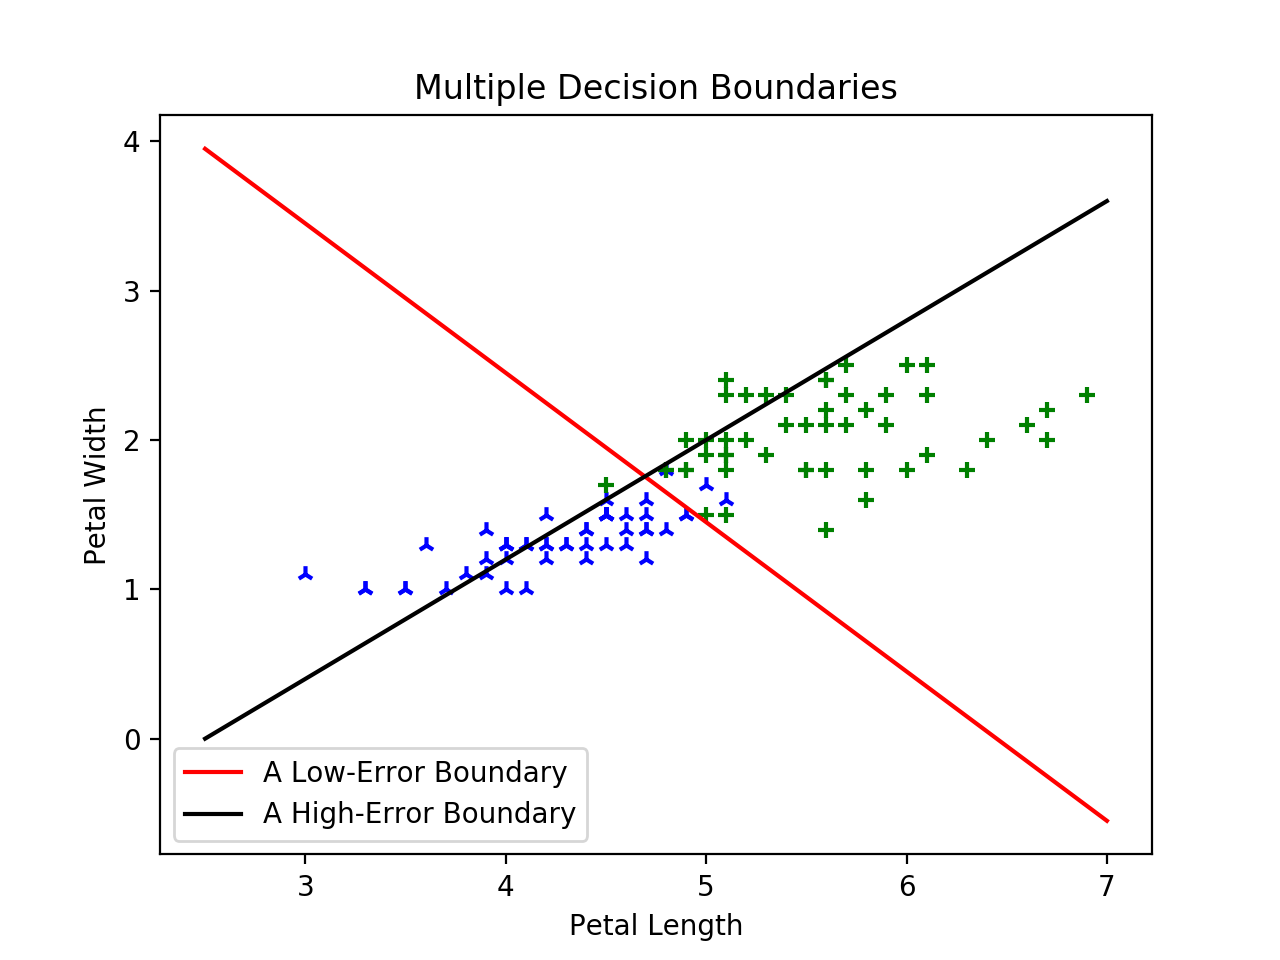 Multiple Decision Boundaries
4
3
2
1
0
Petal Width
A Low-Error Boundary
A High-Error Boundary
3 4 5 6 7
Petal Length